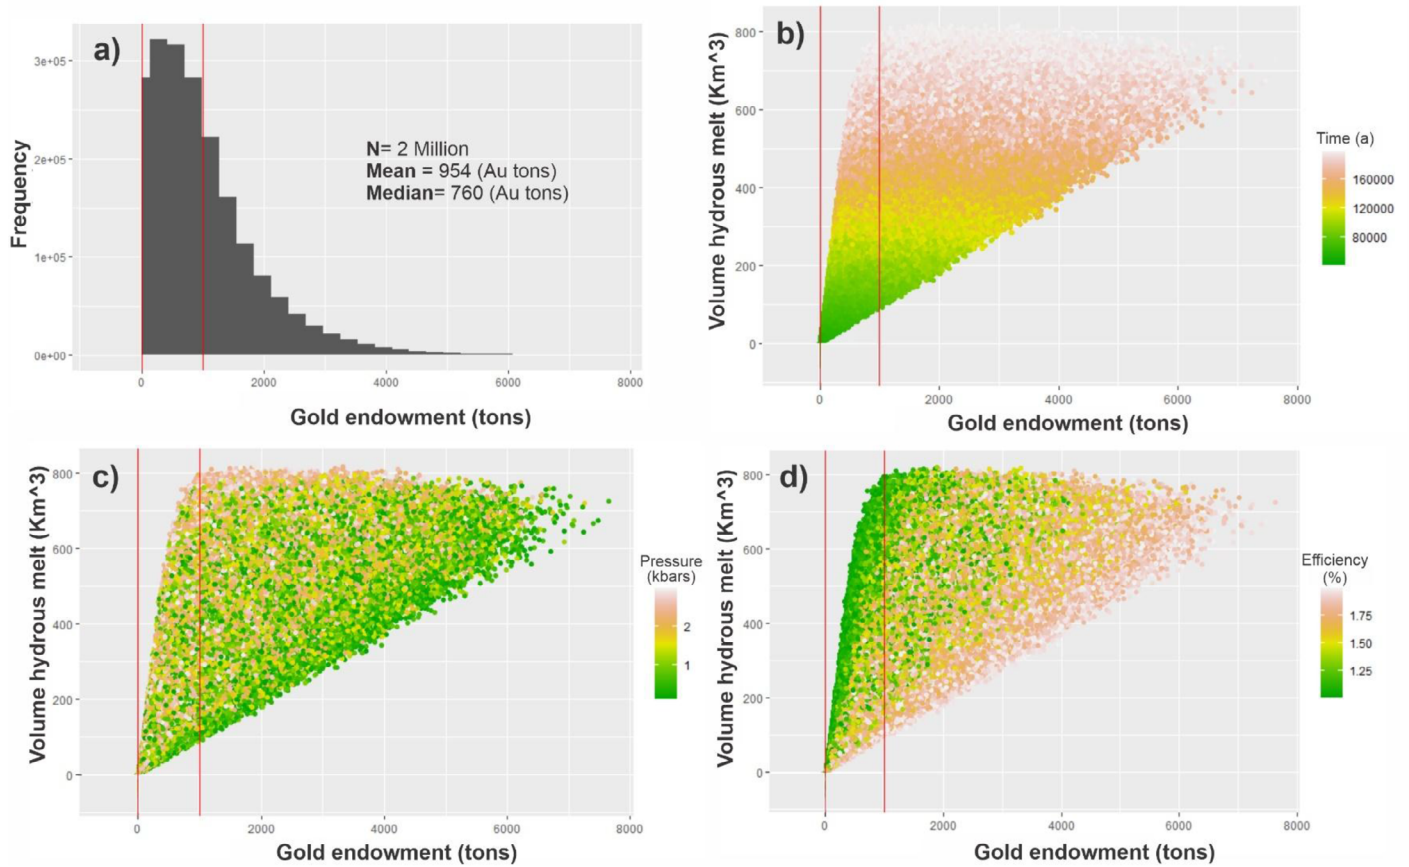 a)
3e+05
2e+05
1e+05
0e+00
Frequency
N= 2 Million
Mean = 954 (Au tons)
Median= 760 (Au tons)
0 2000 4000 6000 8000
Gold endowment (tons)
b)
800
600
400
200
0
Volume hydrous melt (Km^3)
Time (a)
160000
120000
80000
0 2000 4000 6000 8000
Gold endowment (tons)
c)
800
600
400
200
0
Volume hydrous melt (Km^3)
Pressure
(kbars)
2
1
0 2000 4000 6000 8000
Gold endowment (tons)
d)
800
600
400
200
0
Volume hydrous melt (Km^3)
Efficiency
(%)
1.75
1.50
1.25
0 2000 4000 6000 8000
Gold endowment (tons)